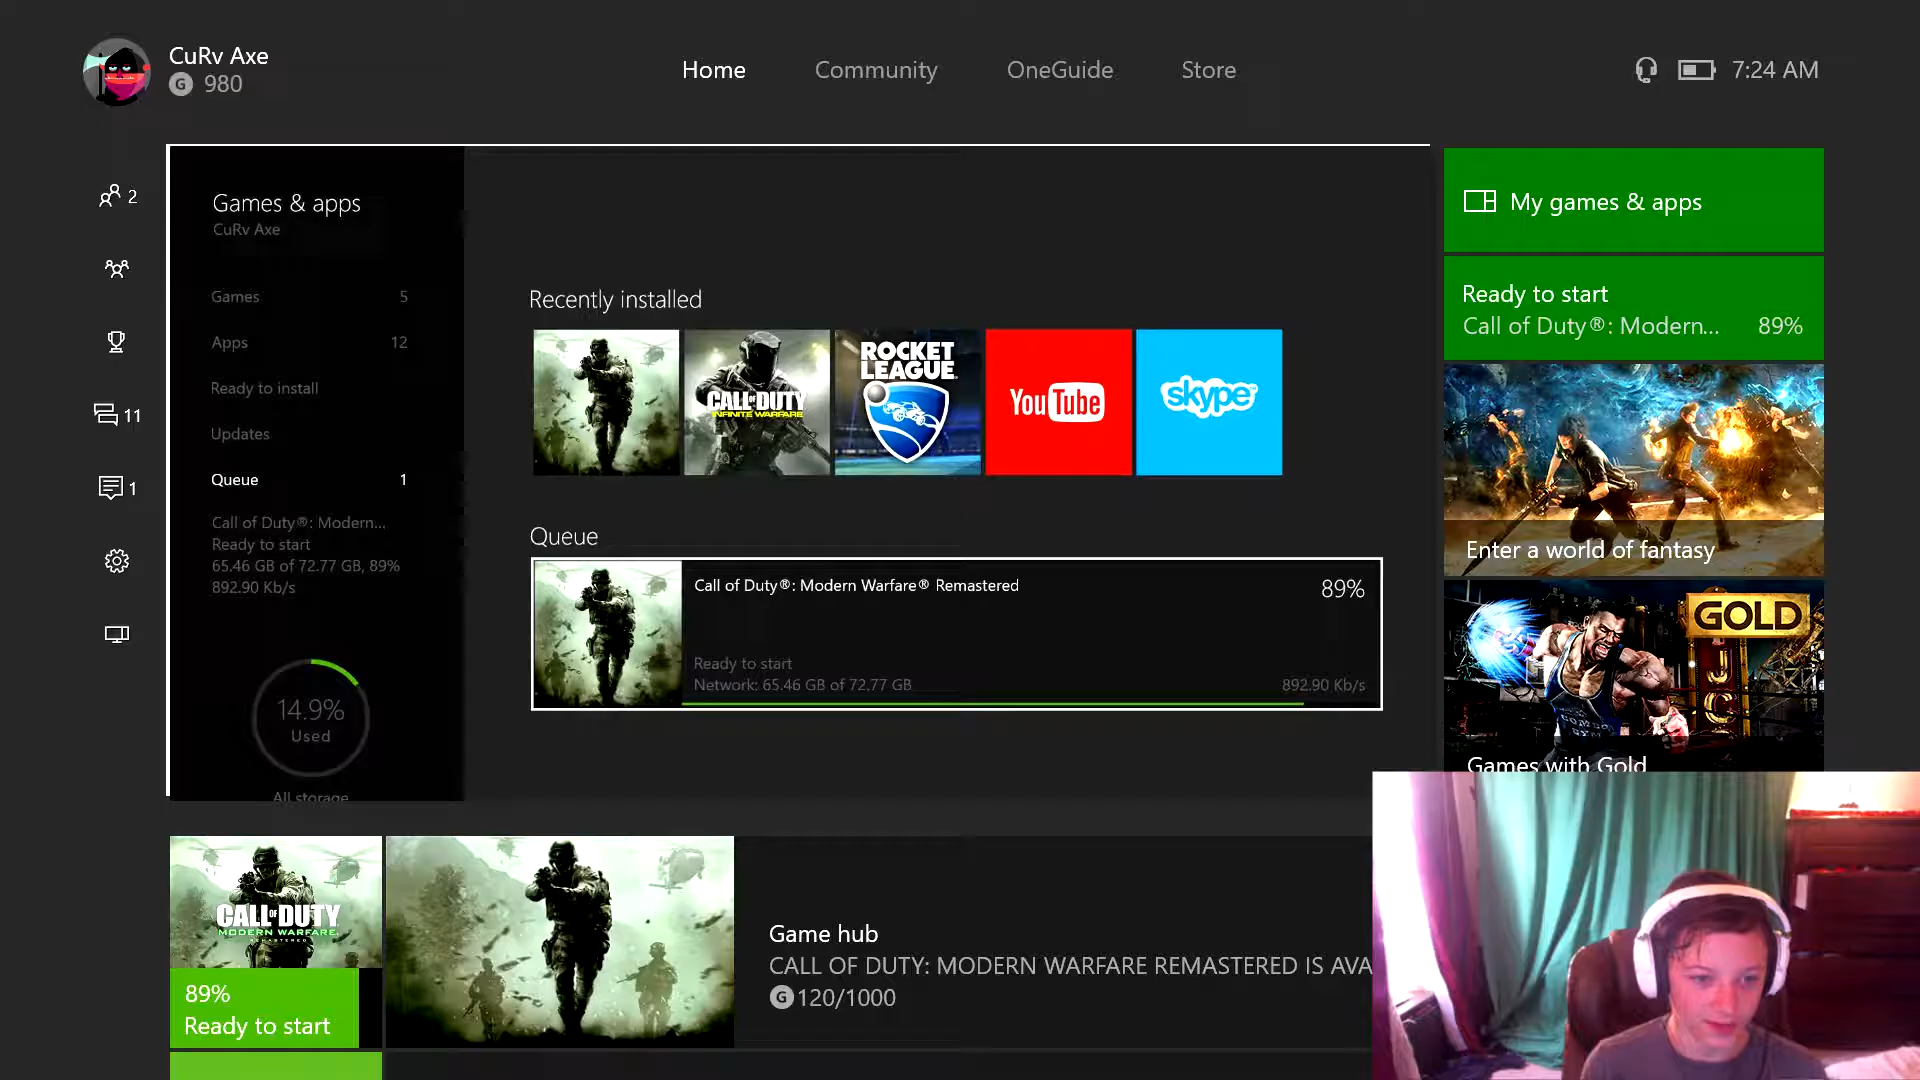 CuRv Axe
G 980
Home
Community
OneGuide
Store
7:24 AM
2
11
1
Games & apps
CuRv Axe
Games 5
Apps 12
Ready to install
Updates
Queue 1
Call of Duty®: Modern...
Ready to start
65.46 GB of 72.77 GB, 89%
892.90 Kb/s
14.9%
Used
All storage
Recently installed
CALL OF DUTY
INFINITE WARFARE
ROCKET
LEAGUE
YouTube
skype
Queue
Call of Duty®: Modern Warfare® Remastered
89%
Ready to start
Network: 65.46 GB of 72.77 GB
892.90 Kb/s
My games & apps
Ready to start
Call of Duty®: Modern... 89%
Enter a world of fantasy
GOLD
Games with Gold
CALL OF DUTY
MODERN WARFARE
REMASTERED
89%
Ready to start
Game hub
CALL OF DUTY: MODERN WARFARE REMASTERED IS AVA
G 120/1000